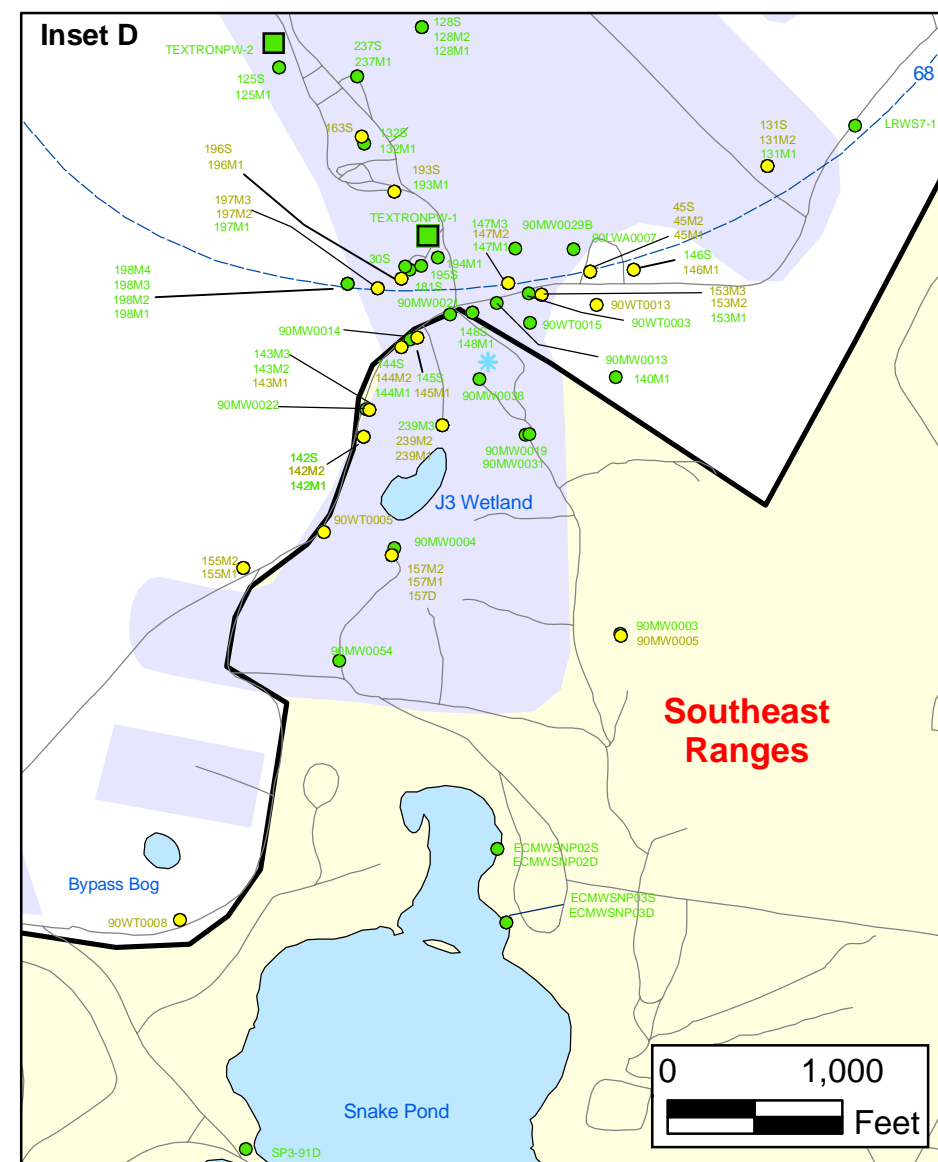 Inset D
TEXTRONPW-2
128S
128M2
128M1
237S
237M1
125S
125M1
68
LRWS7-1
163S
132S
132M1
131S
131M2
131M1
196S
196M1
193S
193M1
197M3
197M2
197M1
TEXTRONPW-1
147M3
147M2
147M1
90MW0029B
90LWA0007
45S
45M2
45M1
146S
146M1
198M4
198M3
198M2
198M1
30S
194M1
195S
181S
90MW0021
153M3
153M2
153M1
90WT0013
90WT0015
90WT0003
90MW0014
148S
148M1
90MW0013
140M1
143M3
143M2
143M1
144S
144M2
144M1
145S
145M1
90MW0038
90MW0022
239M3
239M2
239M1
90MW0019
90MW0031
142S
142M2
142M1
J3 Wetland
90WT0005
90MW0004
155M2
155M1
157M2
157M1
157D
90MW0003
90MW0005
90MW0054
Southeast
Ranges
ECMWSNP02S
ECMWSNP02D
Bypass Bog
ECMWSNP03S
ECMWSNP03D
90WT0008
0 1,000
Feet
Snake Pond
SP3-91D